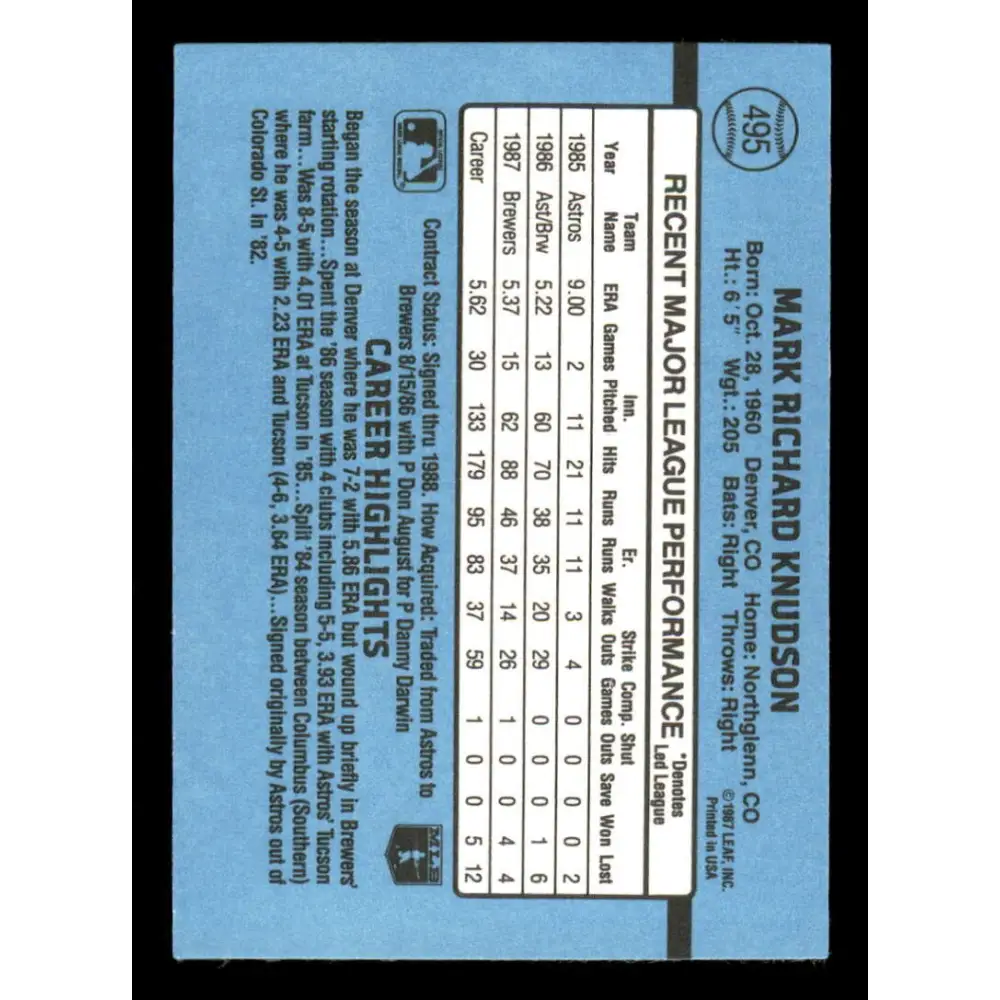 495
MARK RICHARD KNUDSON
Born: Oct. 28, 1960 Denver, CO Home: Northglenn, CO
Ht.: 6'5" Wgt.: 205 Bats: Right Throws: Right
©1987 LEAF, INC.
Printed in USA
RECENT MAJOR LEAGUE PERFORMANCE
*Denotes
Led League
Team Inn. Er. Strike Comp. Shut
Year Name ERA Games Pitched Hits Runs Runs Walks Outs Games Outs Save Won Lost
1985 Astros 9.00 2 11 21 11 11 3 4 0 0 0 0 2
1986 Ast/Brw 5.22 13 60 70 38 35 20 29 0 0 0 1 6
1987 Brewers 5.37 15 62 88 46 37 14 26 1 0 0 4 4
Career 5.62 30 133 179 95 83 37 59 1 0 0 5 12
Contract Status: Signed thru 1988. How Acquired: Traded from Astros to
Brewers 8/15/86 with P Don August for P Danny Darwin
MLB
CAREER HIGHLIGHTS
Began the season at Denver where he was 7-2 with 5.86 ERA but wound up briefly in Brewers'
starting rotation...Spent the '86 season with 4 clubs including 5-5, 3.93 ERA with Astros' Tucson
farm...Was 8-5 with 4.01 ERA at Tucson in '85...Split '84 season between Columbus (Southern)
where he was 4-5 with 2.23 ERA and Tucson (4-6, 3.64 ERA)...Signed originally by Astros out of
Colorado St. in '82.